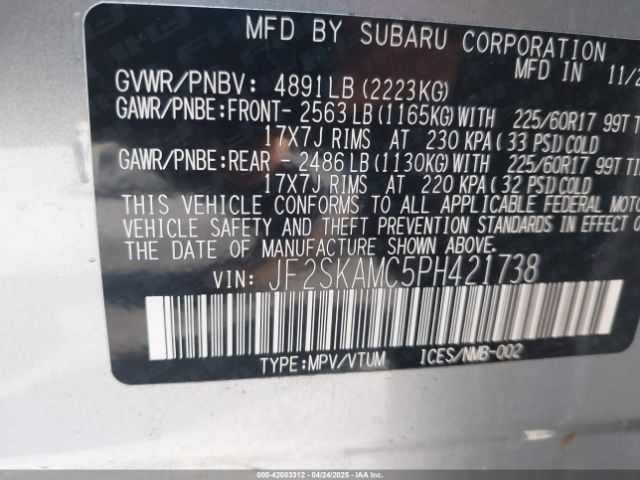 MFD BY SUBARU CORPORATION
MFD IN 11/2
GVWR/PNBV: 4891LB (2223KG)
GAWR/PNBE:FRONT- 2563LB(1165KG)WITH 225/60R17 99T TI
17X7J RIMS AT 230 KPA(33 PSI)COLD
GAWR/PNBE:REAR - 2486LB(1130KG)WITH 225/60R17 99T TI
17X7J RIMS AT 220 KPA(32 PSI)COLD
THIS VEHICLE CONFORMS TO ALL APPLICABLE FEDERAL MOTO
VEHICLE SAFETY AND THEFT PREVENTION STANDARDS IN EFFECT O
THE DATE OF MANUFACTURE SHOWN ABOVE.
VIN: JF2SKAMC5PH421738
TYPE:MPV/VTUM ICES/NMB-002
000-42083312 - 04/24/2025 - IAAI.COM